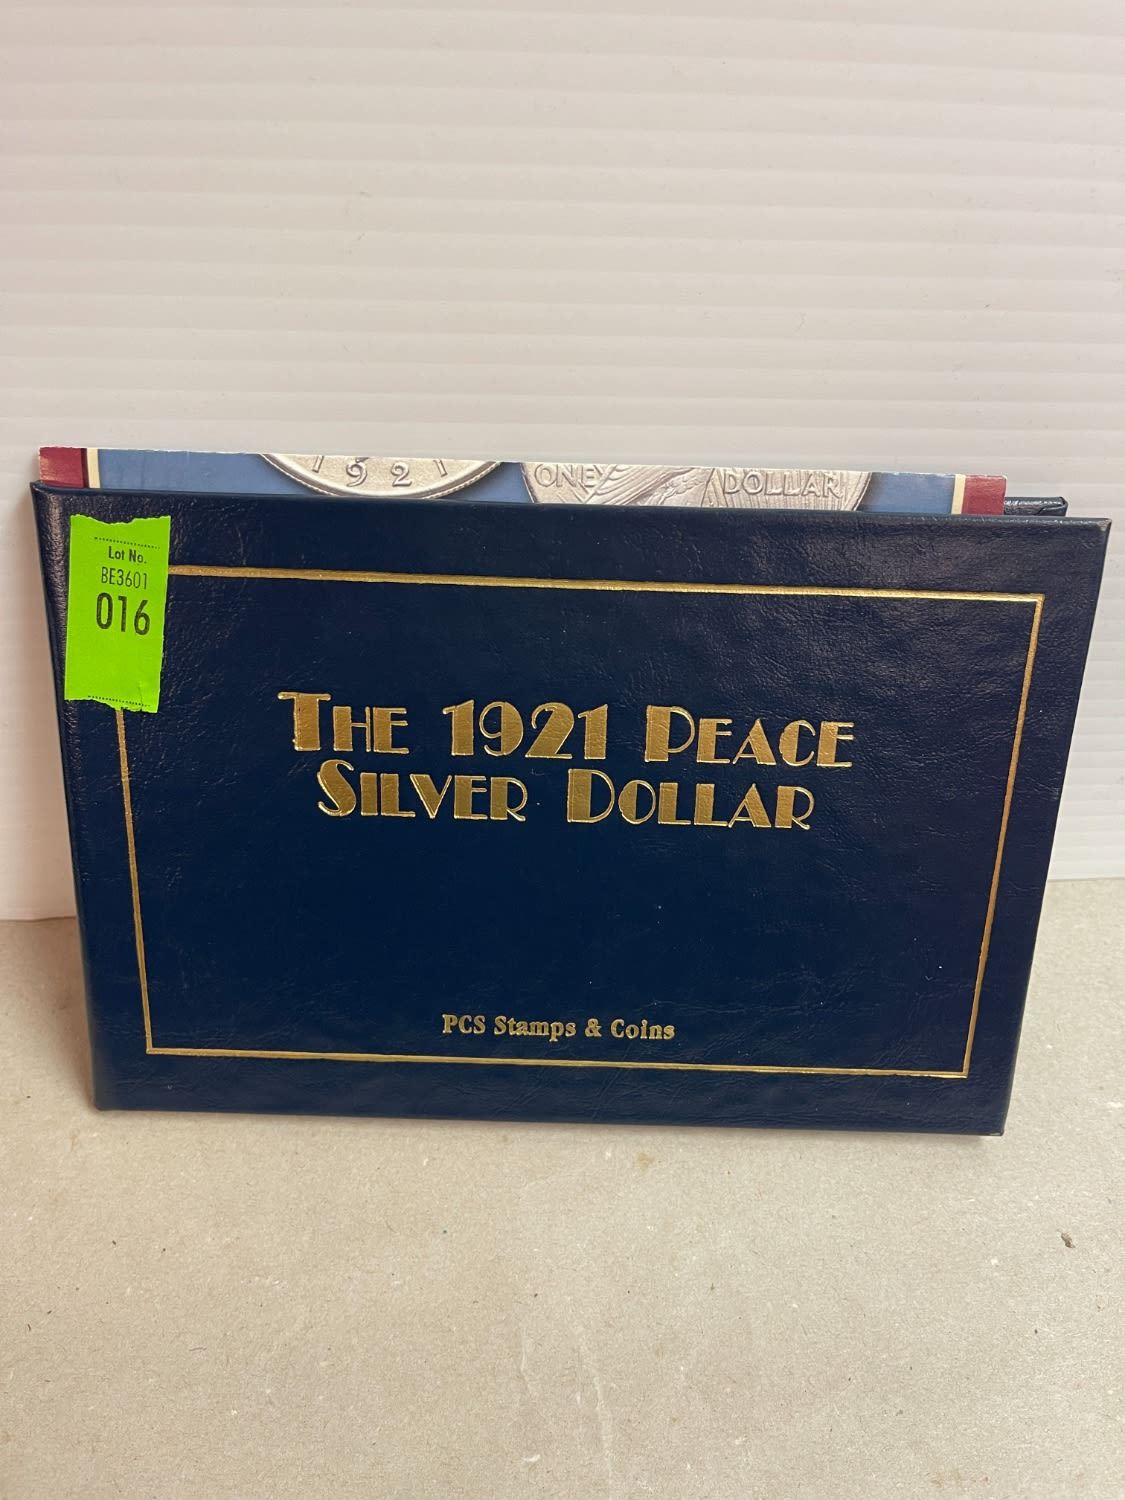 1921
ONE DOLLAR
Lot No.
BE3601
016
THE 1921 PEACE
SILVER DOLLAR
PCS Stamps & Coins